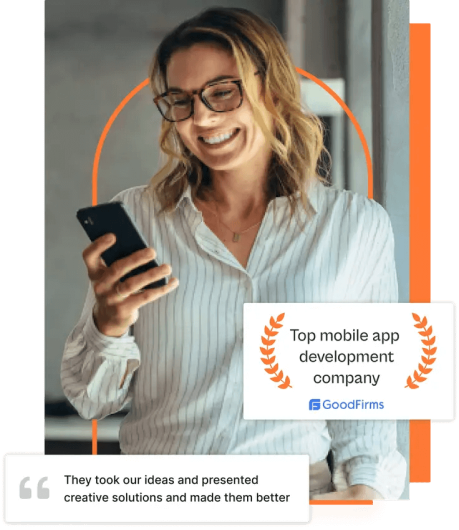 Top mobile app
development
company
GoodFirms
They took our ideas and presented
creative solutions and made them better